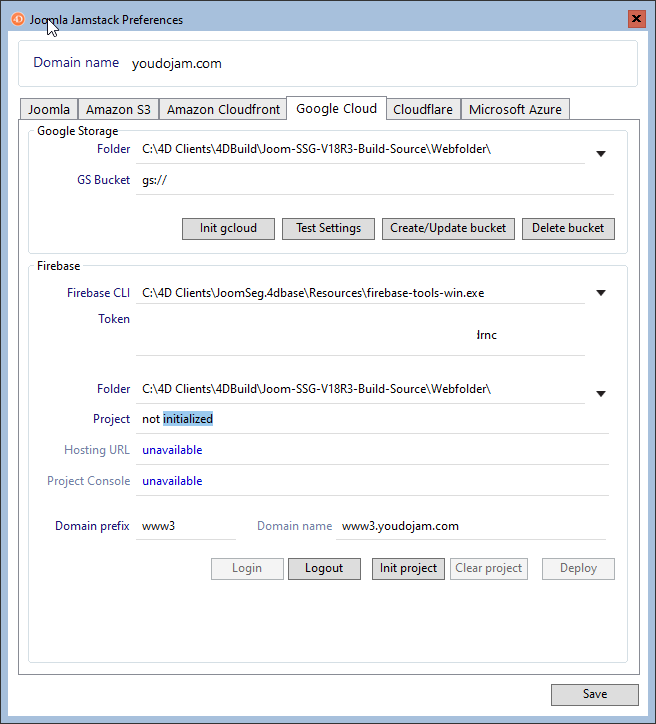 Joomla Jamstack Preferences
Domain name youdojam.com
Joomla Amazon S3 Amazon Cloudfront Google Cloud Cloudflare Microsoft Azure
Google Storage
Folder C:\4D Clients\4DBuild\Joom-SSG-V18R3-Build-Source\Webfolder\
GS Bucket gs://
Init gcloud Test Settings Create/Update bucket Delete bucket
Firebase
Firebase CLI C:\4D Clients\JoomSeg.4dbase\Resources\firebase-tools-win.exe
Token
Folder C:\4D Clients\4DBuild\Joom-SSG-V18R3-Build-Source\Webfolder\
Project not initialized
Hosting URL unavailable
Project Console unavailable
Domain prefix www3 Domain name www3.youdojam.com
Login Logout Init project Clear project Deploy
Save